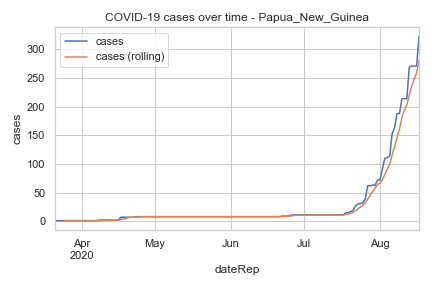 COVID-19 cases over time - Papua_New_Guinea
cases
cases (rolling)
cases
300
250
200
150
100
50
0
Apr
2020
May
Jun
Jul
Aug
dateRep